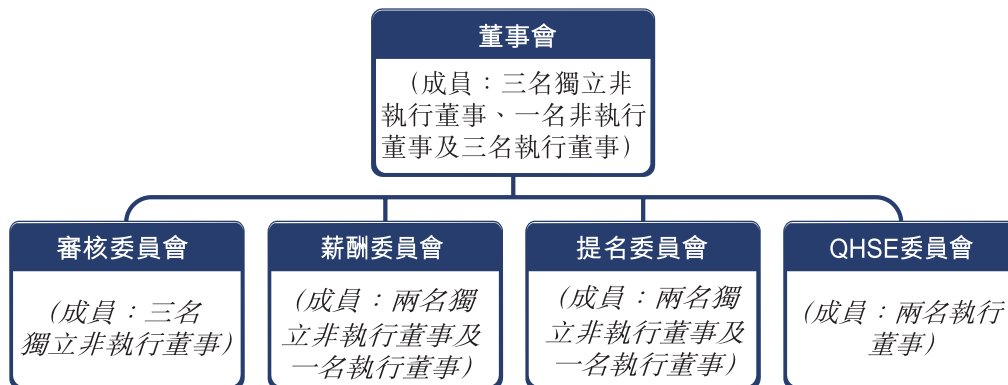 董事會
（成員：三名獨立非
執行董事、一名非執行
董事及三名執行董事）
審核委員會
（成員：三名
獨立非執行董事）
薪酬委員會
（成員：兩名獨
立非執行董事及
一名執行董事）
提名委員會
（成員：兩名獨
立非執行董事及
一名執行董事）
QHSE委員會
（成員：兩名執行
董事）